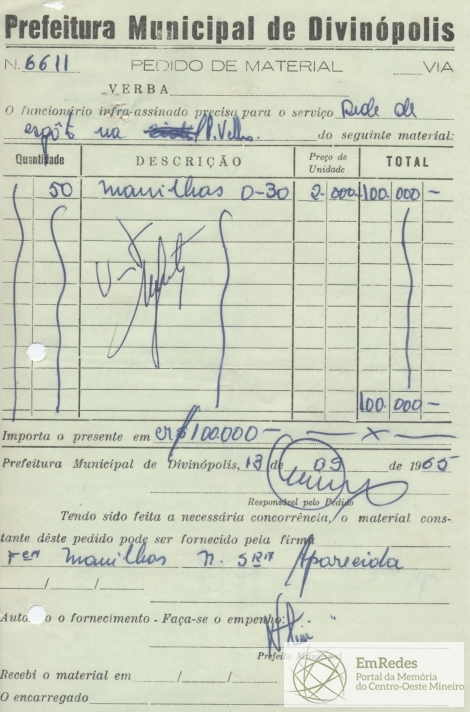 Prefeitura Municipal de Divinópolis
N. 6611 PEDIDO DE MATERIAL VIA
VERBA
O funcionário infra-assinado precisa para o serviço Rede de
esgôto na P. Velho. do seguinte material:
Quantidade DESCRIÇÃO Preço de Unidade TOTAL
50 Manilhas 0-30 2.000 100.000 -
100.000 -
Importa o presente em Cr$ 100.000 - x -
Prefeitura Municipal de Divinópolis, 13 de 09 de 1965
Responsável pelo Pedido
Tendo sido feita a necessária concorrência, o material cons-
tante dêste pedido pode ser fornecido pela firma
Manilhas N. Srª Aparecida
/ /
Autorizo o fornecimento - Faça-se o empenho:
Prefeito Municipal
Recebi o material em / /
O encarregado
EmRedes
Portal da Memória
do Centro-Oeste Mineiro